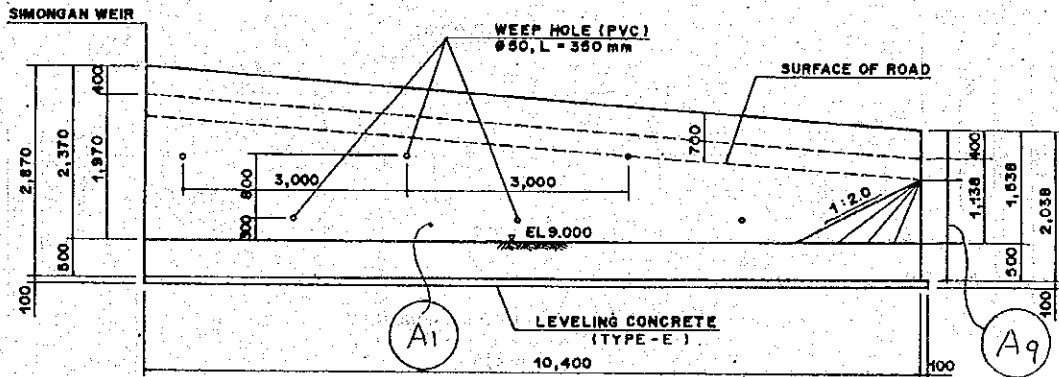 SIMONGAN WEIR
WEEP HOLE (PVC)
Ø50, L = 350 mm
SURFACE OF ROAD
400
2,870
2,370
1,970
500
100
800
300
3,000
3,000
700
1:2.0
EL 9.000
400
1,138
1,538
2,038
500
100
A1
A9
LEVELING CONCRETE
(TYPE-E)
10,400
100